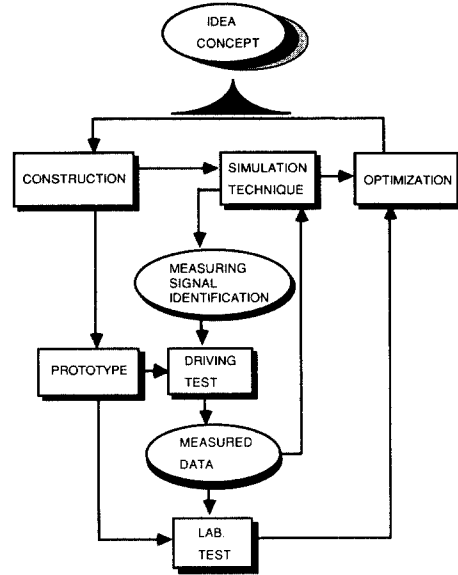 IDEA
CONCEPT
CONSTRUCTION
SIMULATION
TECHNIQUE
OPTIMIZATION
MEASURING
SIGNAL
IDENTIFICATION
PROTOTYPE
DRIVING
TEST
MEASURED
DATA
LAB.
TEST